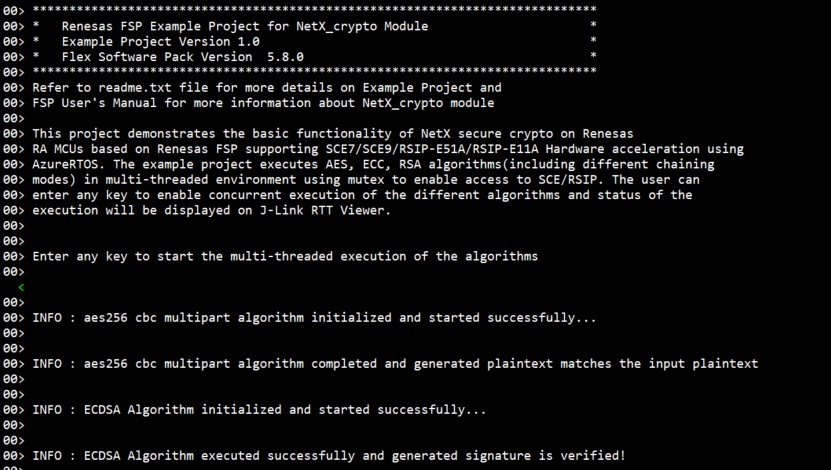 00> ******************************************************************************
00> *   Renesas FSP Example Project for NetX_crypto Module                       *
00> *   Example Project Version 1.0                                              *
00> *   Flex Software Pack Version  5.8.0                                        *
00> ******************************************************************************
00> Refer to readme.txt file for more details on Example Project and
00> FSP User's Manual for more information about NetX_crypto module
00>
00> This project demonstrates the basic functionality of NetX secure crypto on Renesas
00> RA MCUs based on Renesas FSP supporting SCE7/SCE9/RSIP-E51A/RSIP-E11A Hardware acceleration using
00> AzureRTOS. The example project executes AES, ECC, RSA algorithms(including different chaining
00> modes) in multi-threaded environment using mutex to enable access to SCE/RSIP. The user can
00> enter any key to enable concurrent execution of the different algorithms and status of the
00> execution will be displayed on J-Link RTT Viewer.
00>
00>
00> Enter any key to start the multi-threaded execution of the algorithms
00>
<
00>
00> INFO : aes256 cbc multipart algorithm initialized and started successfully...
00>
00>
00> INFO : aes256 cbc multipart algorithm completed and generated plaintext matches the input plaintext
00>
00>
00> INFO : ECDSA Algorithm initialized and started successfully...
00>
00>
00> INFO : ECDSA Algorithm executed successfully and generated signature is verified!
00>